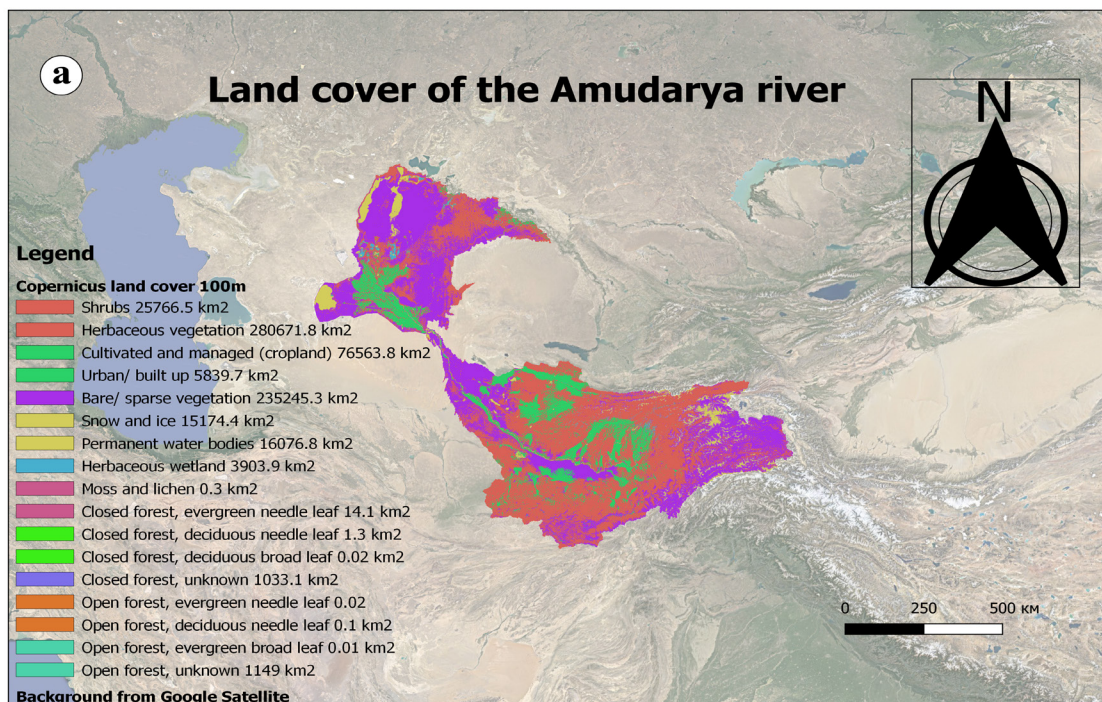 a
Land cover of the Amudarya river
N
Legend
Copernicus land cover 100m
Shrubs 25766.5 km2
Herbaceous vegetation 280671.8 km2
Cultivated and managed (cropland) 76563.8 km2
Urban/ built up 5839.7 km2
Bare/ sparse vegetation 235245.3 km2
Snow and ice 15174.4 km2
Permanent water bodies 16076.8 km2
Herbaceous wetland 3903.9 km2
Moss and lichen 0.3 km2
Closed forest, evergreen needle leaf 14.1 km2
Closed forest, deciduous needle leaf 1.3 km2
Closed forest, deciduous broad leaf 0.02 km2
Closed forest, unknown 1033.1 km2
Open forest, evergreen needle leaf 0.02
Open forest, deciduous needle leaf 0.1 km2
Open forest, evergreen broad leaf 0.01 km2
Open forest, unknown 1149 km2
Background from Google Satellite
0 250 500 км